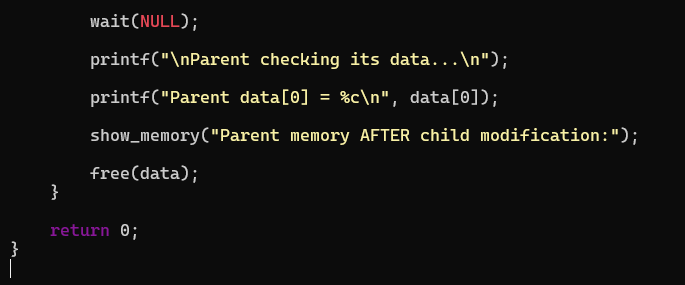 wait(NULL);
printf("\nParent checking its data...\n");
printf("Parent data[0] = %c\n", data[0]);
show_memory("Parent memory AFTER child modification:");
free(data);
}
return 0;
}